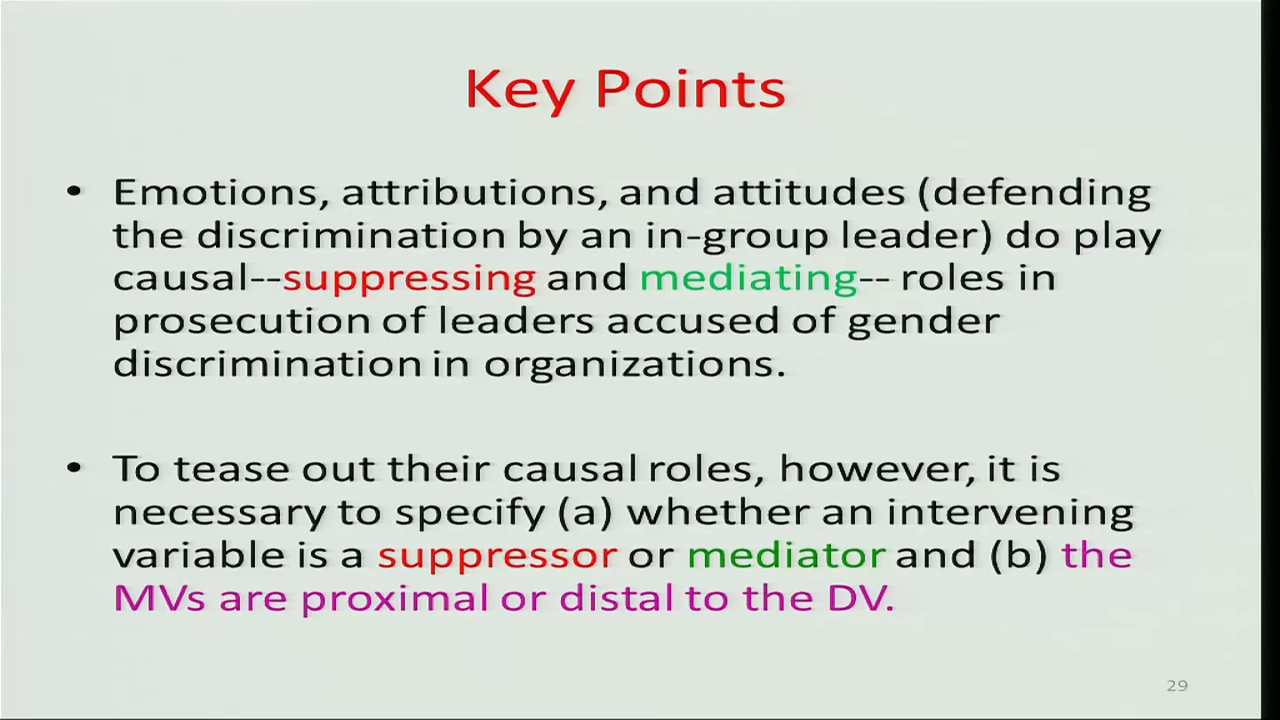 Key Points
• Emotions, attributions, and attitudes (defending
the discrimination by an in-group leader) do play
causal--suppressing and mediating-- roles in
prosecution of leaders accused of gender
discrimination in organizations.
• To tease out their causal roles, however, it is
necessary to specify (a) whether an intervening
variable is a suppressor or mediator and (b) the
MVs are proximal or distal to the DV.
29